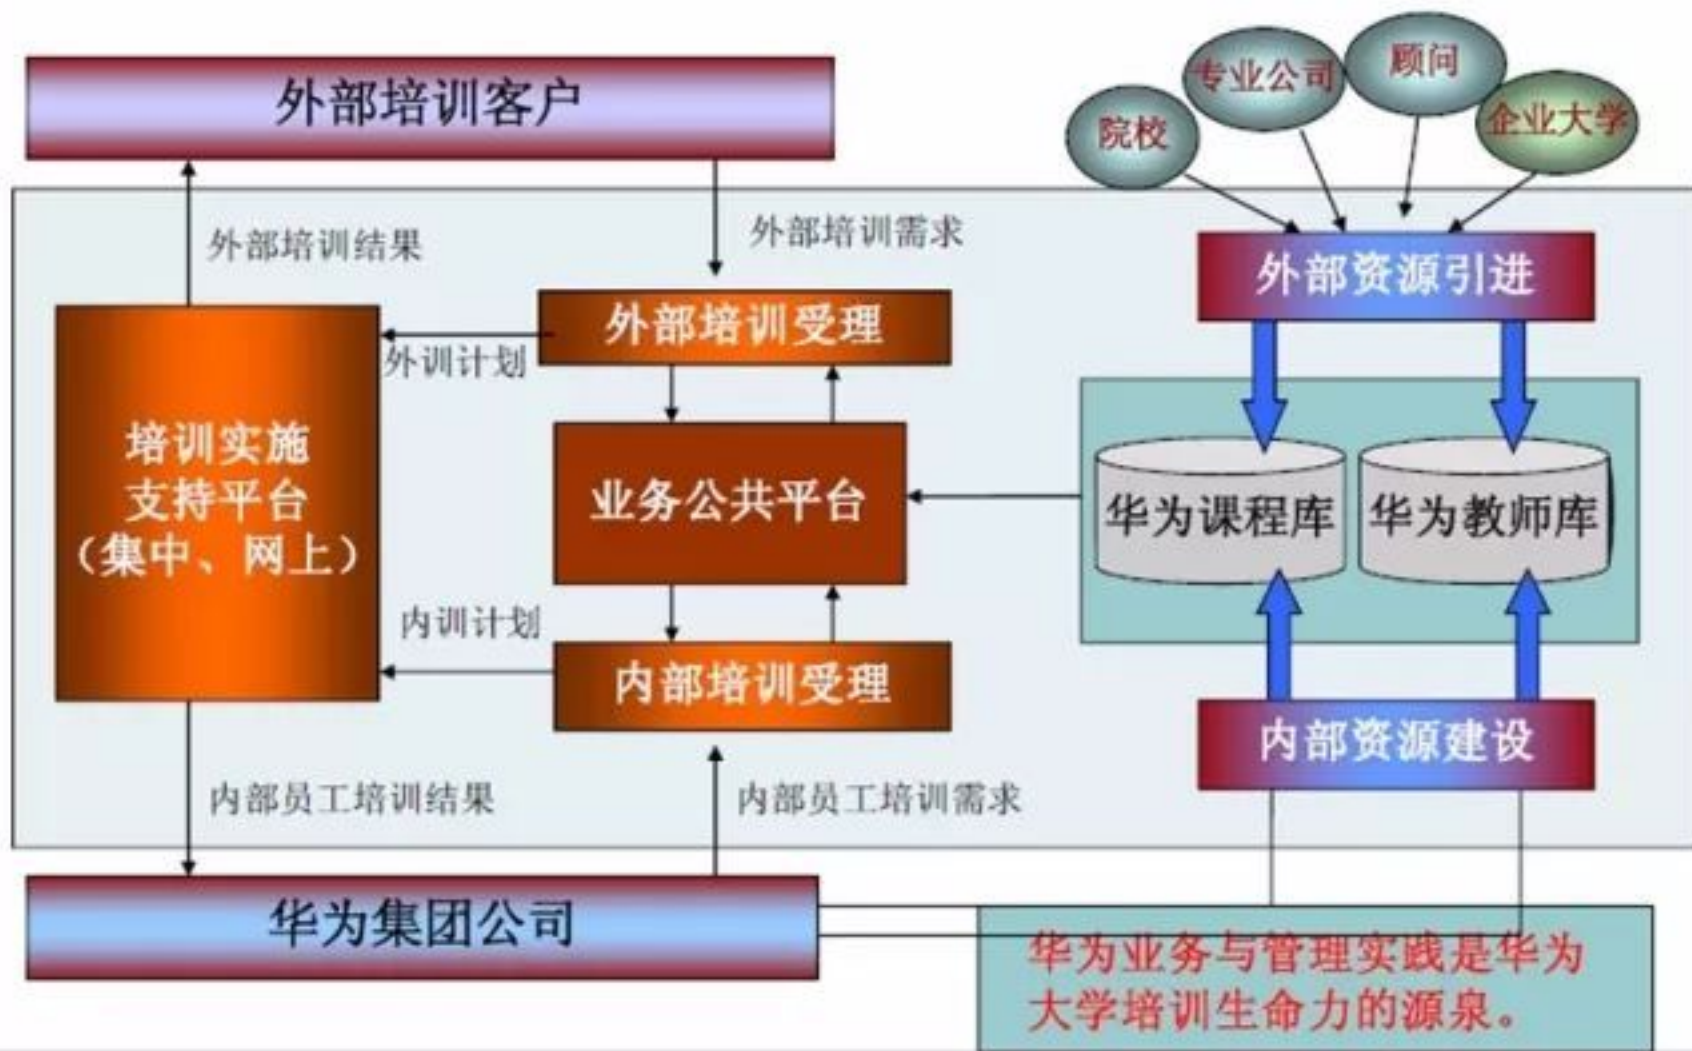 外部培训客户
院校
专业公司
顾问
企业大学
外部培训结果
外部培训需求
外部资源引进
外部培训受理
外训计划
培训实施
支持平台
（集中、网上）
业务公共平台
华为课程库
华为教师库
内训计划
内部培训受理
内部资源建设
内部员工培训结果
内部员工培训需求
华为集团公司
华为业务与管理实践是华为
大学培训生命力的源泉。